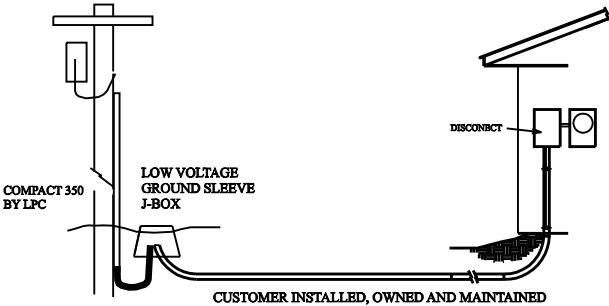 DISCONECT
LOW VOLTAGE
GROUND SLEEVE
J-BOX
COMPACT 350
BY LPC
CUSTOMER INSTALLED, OWNED AND MAINTAINED